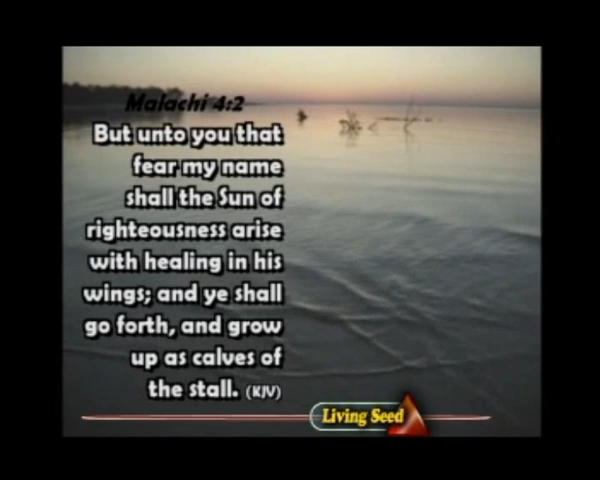 Malachi 4:2
But unto you that
fear my name
shall the Sun of
righteousness arise
with healing in his
wings; and ye shall
go forth, and grow
up as calves of
the stall. (KJV)
Living Seed